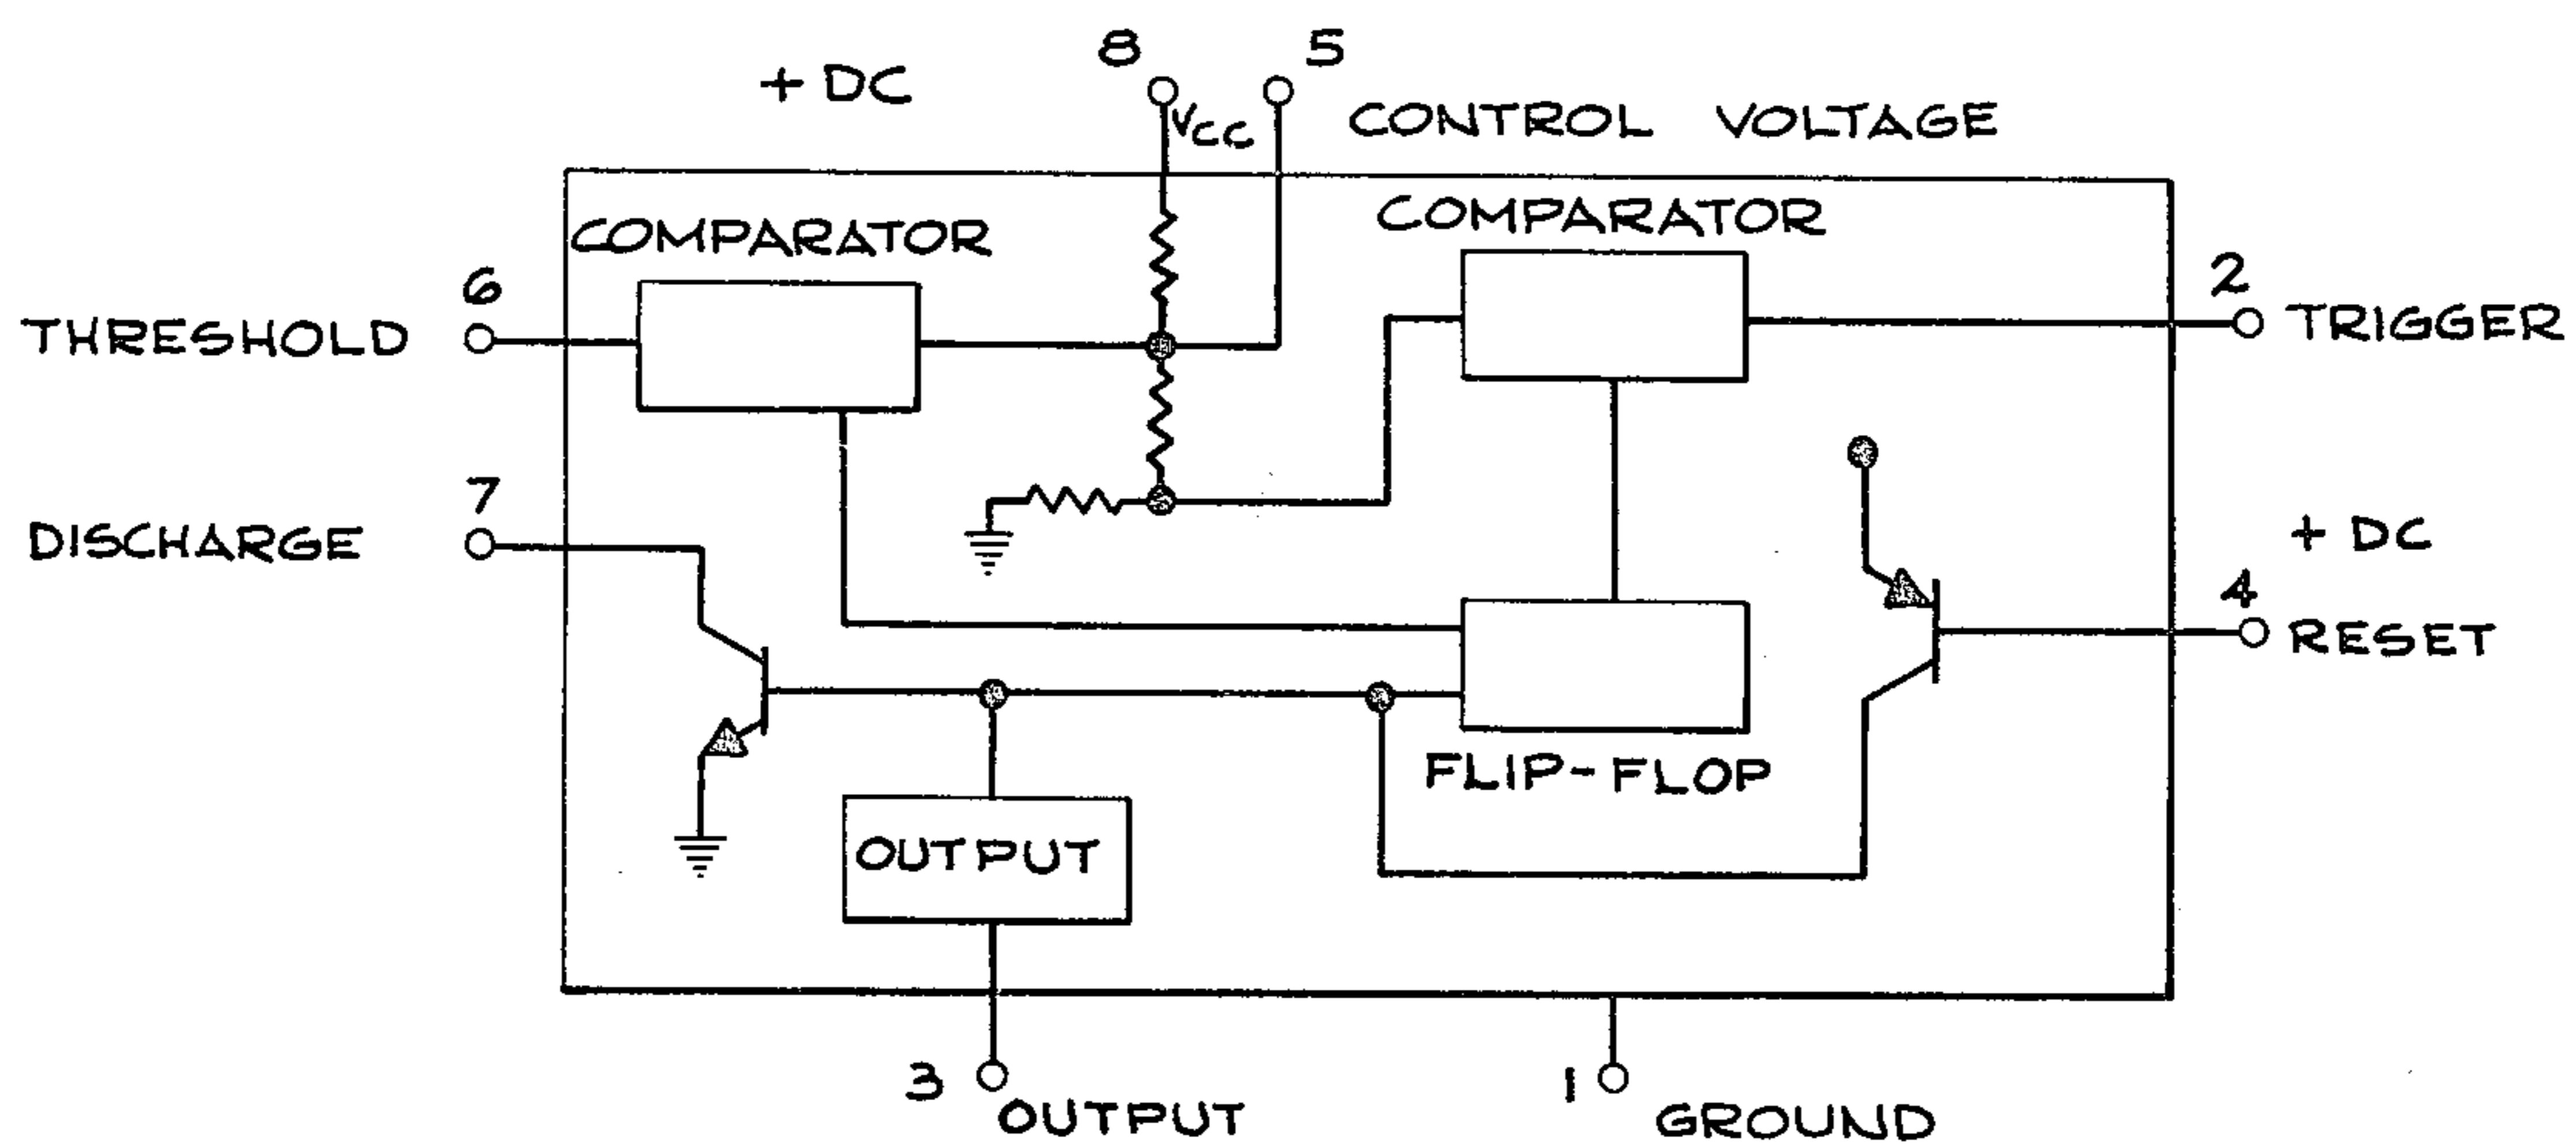 8 5
+ DC
VCC
CONTROL VOLTAGE
COMPARATOR
COMPARATOR
6
THRESHOLD
2
TRIGGER
7
DISCHARGE
+ DC
4
RESET
FLIP-FLOP
OUTPUT
3
OUTPUT
1
GROUND